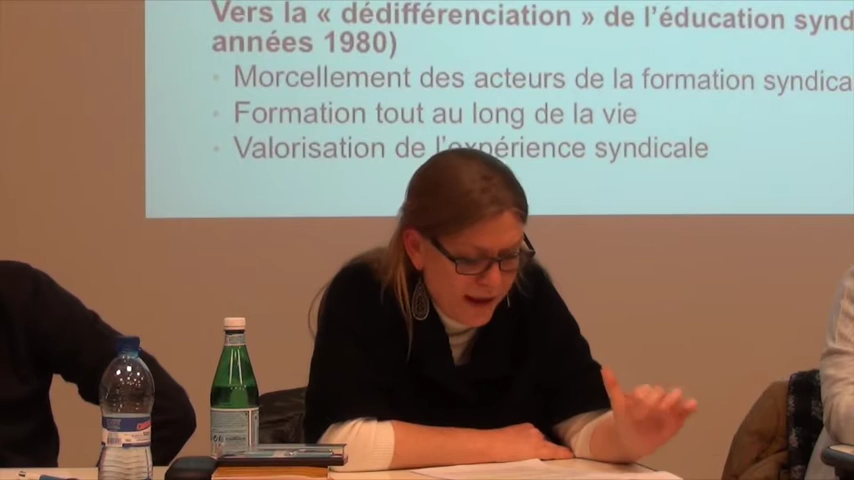 Vers la « (dédifférenciation » de l'éducation synd
années 1980)
Morcellement des acteurs de la formation syndica
Formation tout au long de la vie
Valorisation de l'expérience syndicale